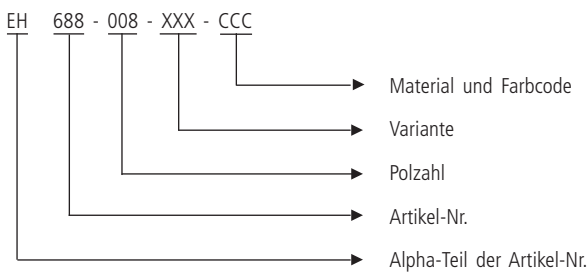 EH 688 - 008 - XXX - CCC
Material und Farbcode
Variante
Polzahl
Artikel-Nr.
Alpha-Teil der Artikel-Nr.